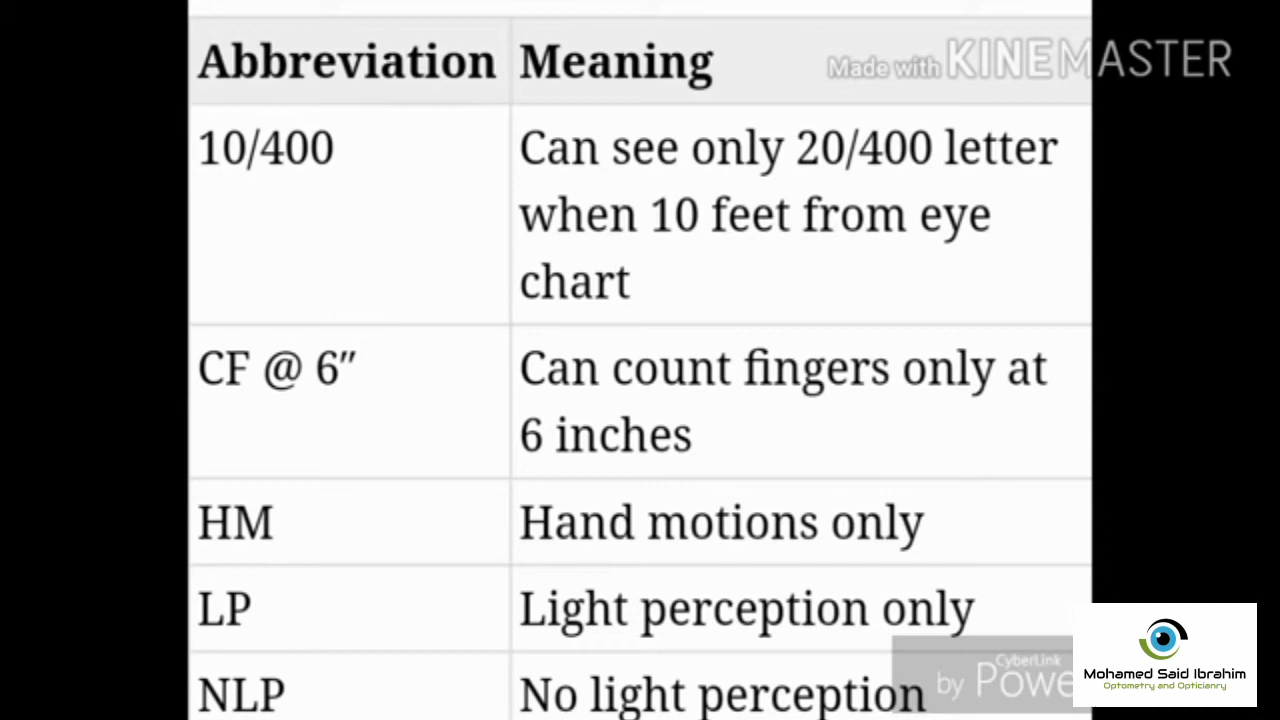 Abbreviation Meaning
Made with KINEMASTER
10/400 Can see only 20/400 letter
when 10 feet from eye
chart
CF @ 6″ Can count fingers only at
6 inches
HM Hand motions only
LP Light perception only
NLP No light perception
CyberLink
by Powe
Mohamed Said Ibrahim
Optometry and Opticianry